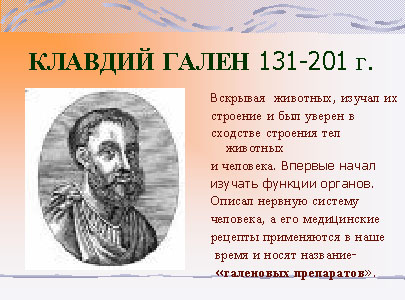 КЛАВДИЙ ГАЛЕН 131-201 г.
Вскрывая животных, изучал их
строение и был уверен в
сходстве строения тел
животных
и человека. Впервые начал
изучать функции органов.
Описал нервную систему
человека, а его медицинские
рецепты применяются в наше
время и носят название-
«галеновых препаратов».